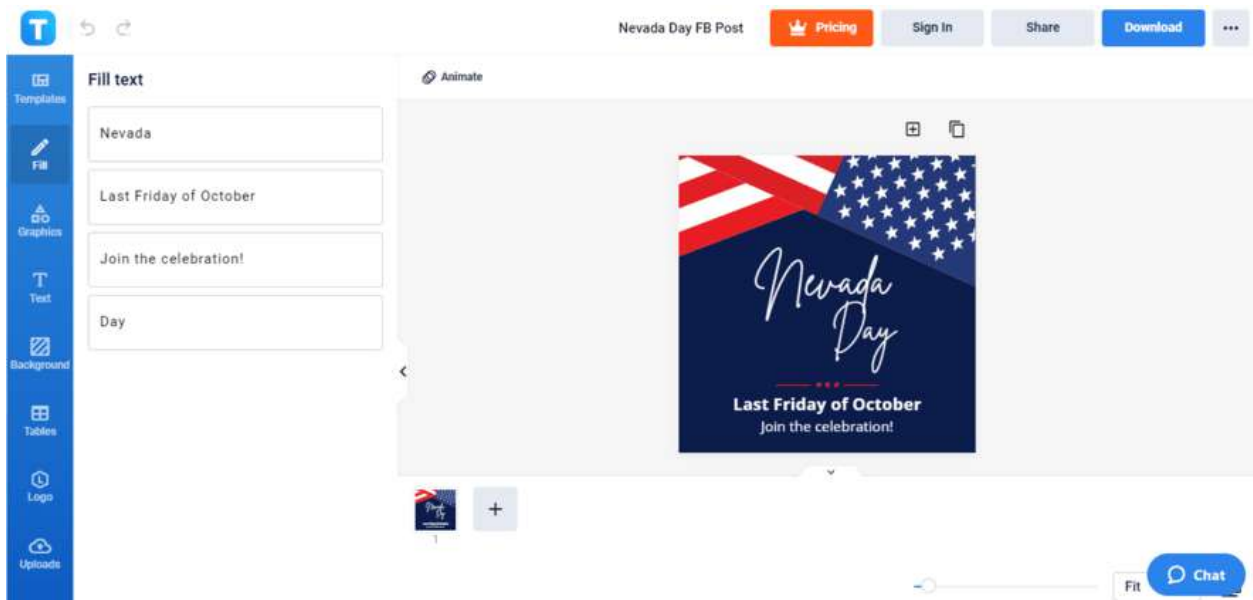 T
Nevada Day FB Post
Pricing
Sign In
Share
Download
Templates
Fill
Graphics
Text
Background
Tables
Logo
Uploads
Fill text
Nevada
Last Friday of October
Join the celebration!
Day
Animate
Nevada
Day
Last Friday of October
Join the celebration!
1
Fit
Chat